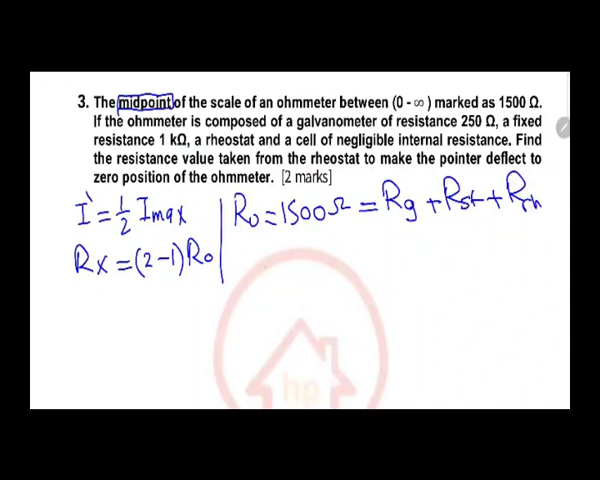 3. The midpoint of the scale of an ohmmeter between (0 - ∞ ) marked as 1500 Ω.
If the ohmmeter is composed of a galvanometer of resistance 250 Ω, a fixed
resistance 1 kΩ, a rheostat and a cell of negligible internal resistance. Find
the resistance value taken from the rheostat to make the pointer deflect to
zero position of the ohmmeter. [2 marks]
I` = 1/2 Imax
Rx = (2-1) Ro
Ro = 1500 Ω = Rg + Rst + Rrh
hp